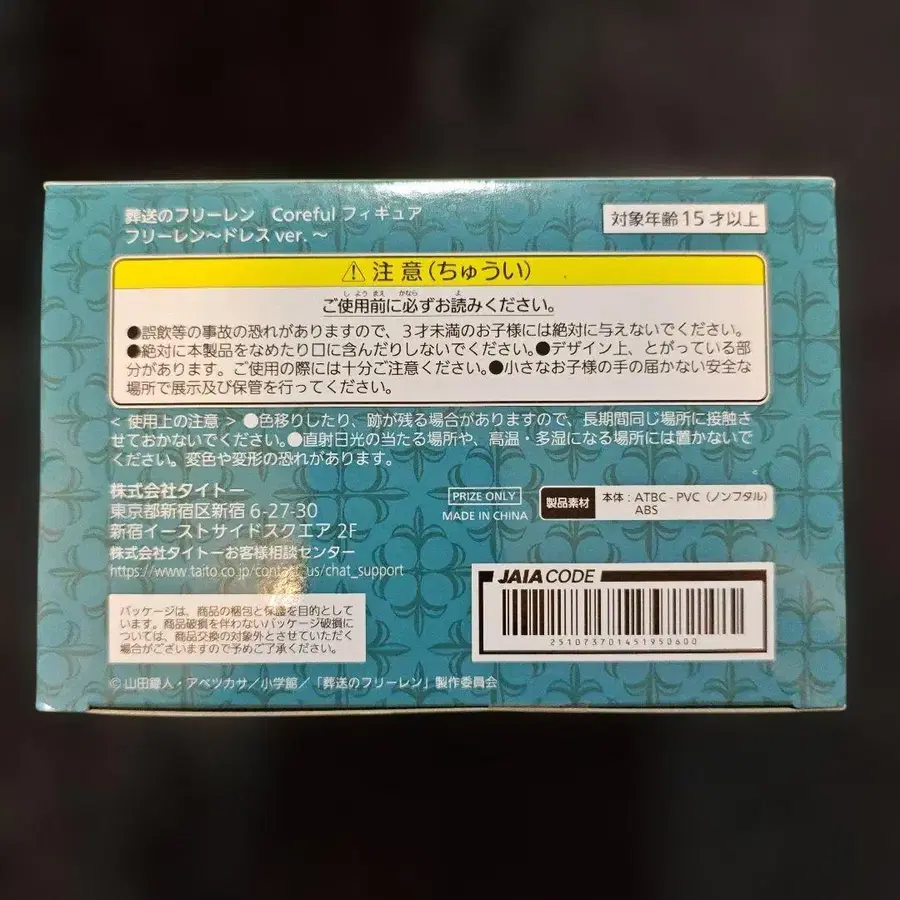 葬送のフリーレン Coreful フィギュア
フリーレン～ドレス ver.～
対象年齢15才以上
⚠注意(ちゅうい)
しようまえ かなら よ
ご使用前に必ずお読みください。
●誤飲等の事故の恐れがありますので、3才未満のお子様には絶対に与えないでください。
●絶対に本製品をなめたり口に含んだりしないでください。●デザイン上、とがっている部
分があります。ご使用の際には十分ご注意ください。●小さなお子様の手の届かない安全な
場所で展示及び保管を行ってください。
< 使用上の注意 > ●色移りしたり、跡が残る場合がありますので、長期間同じ場所に接触さ
せておかないでください。●直射日光の当たる場所や、高温・多湿になる場所には置かないで
ください。変色や変形の恐れがあります。
株式会社タイトー
東京都新宿区新宿 6-27-30
新宿イーストサイドスクエア 2F
株式会社タイトーお客様相談センター
https://www.taito.co.jp/contact_us/chat_support
PRIZE ONLY
MADE IN CHINA
製品素材
本体：ATBC-PVC（ノンフタル）
ABS
JAIA CODE
2510737014519506​00
パッケージは、商品の梱包と保護を目的としてい
ます。商品破損を伴わないパッケージ破損に
ついては、商品交換の対象外とさせていただく
場合がございますので予めご了承ください。
© 山田鐘人・アベツカサ／小学館／「葬送のフリーレン」製作委員会